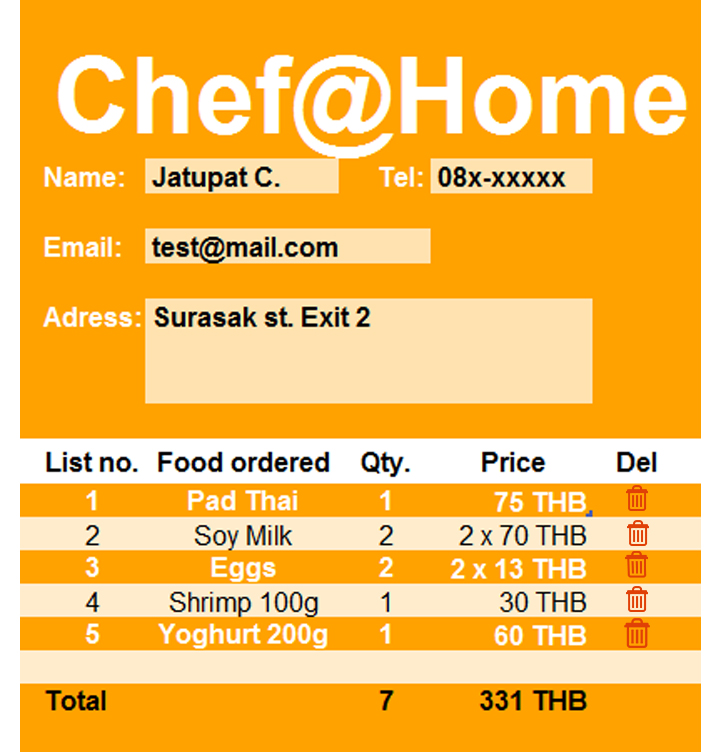 Chef@Home
Name: Jatupat C. Tel: 08x-xxxxx
Email: test@mail.com
Adress: Surasak st. Exit 2
List no. Food ordered Qty. Price Del
1 Pad Thai 1 75 THB
2 Soy Milk 2 2 x 70 THB
3 Eggs 2 2 x 13 THB
4 Shrimp 100g 1 30 THB
5 Yoghurt 200g 1 60 THB
Total 7 331 THB